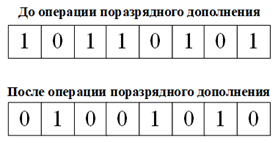 До операции поразрядного дополнения
1 0 1 1 0 1 0 1
После операции поразрядного дополнения
0 1 0 0 1 0 1 0